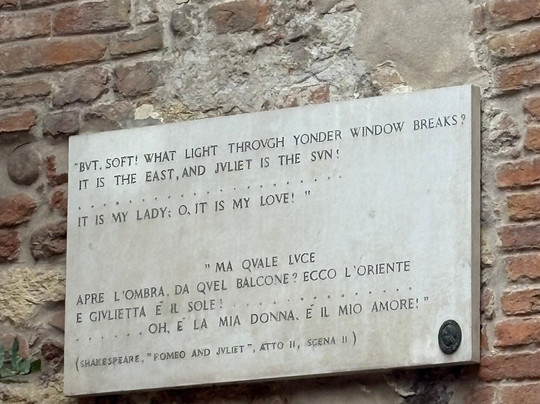 "BVT, SOFT! WHAT LIGHT THROVGH YONDER WINDOW BREAKS?
IT IS THE EAST, AND JVLIET IS THE SVN!
. . . . . . . . . . . . . . . . . . . . .
IT IS MY LADY; O, IT IS MY LOVE! "
" MA QVALE LVCE
APRE L'OMBRA, DA QVEL BALCONE? ECCO L'ORIENTE
E GIVLIETTA É IL SOLE! . . . . . . . . . . . . . . .
. . . . . . OH, É LA MIA DONNA, É IL MIO AMORE! "
(SHAKESPEARE, "ROMEO AND JVLIET", ATTO II, SCENA II)